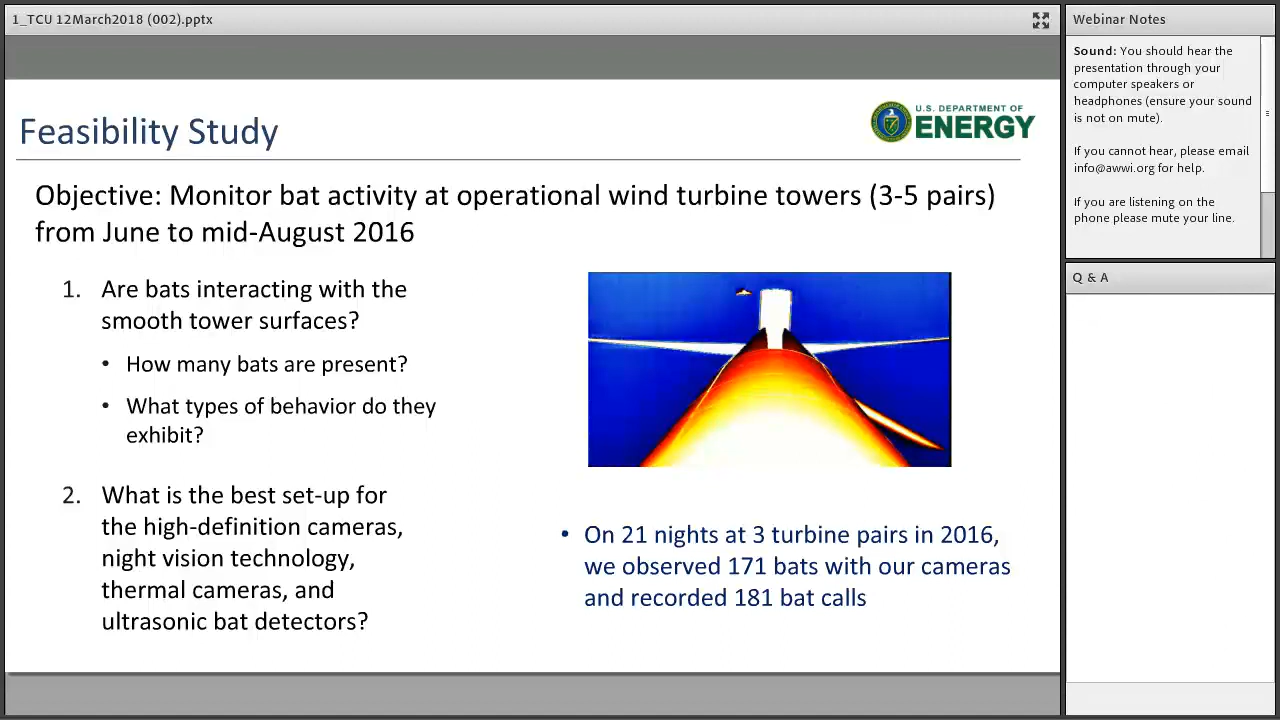 1_TCU 12March2018 (002).pptx
Feasibility Study
U.S. DEPARTMENT OF
ENERGY
Objective: Monitor bat activity at operational wind turbine towers (3-5 pairs)
from June to mid-August 2016
1. Are bats interacting with the
smooth tower surfaces?
• How many bats are present?
• What types of behavior do they
exhibit?
2. What is the best set-up for
the high-definition cameras,
night vision technology,
thermal cameras, and
ultrasonic bat detectors?
• On 21 nights at 3 turbine pairs in 2016,
we observed 171 bats with our cameras
and recorded 181 bat calls
Webinar Notes
Sound: You should hear the
presentation through your
computer speakers or
headphones (ensure your sound
is not on mute).
If you cannot hear, please email
info@awwi.org for help.
If you are listening on the
phone please mute your line.
Q & A